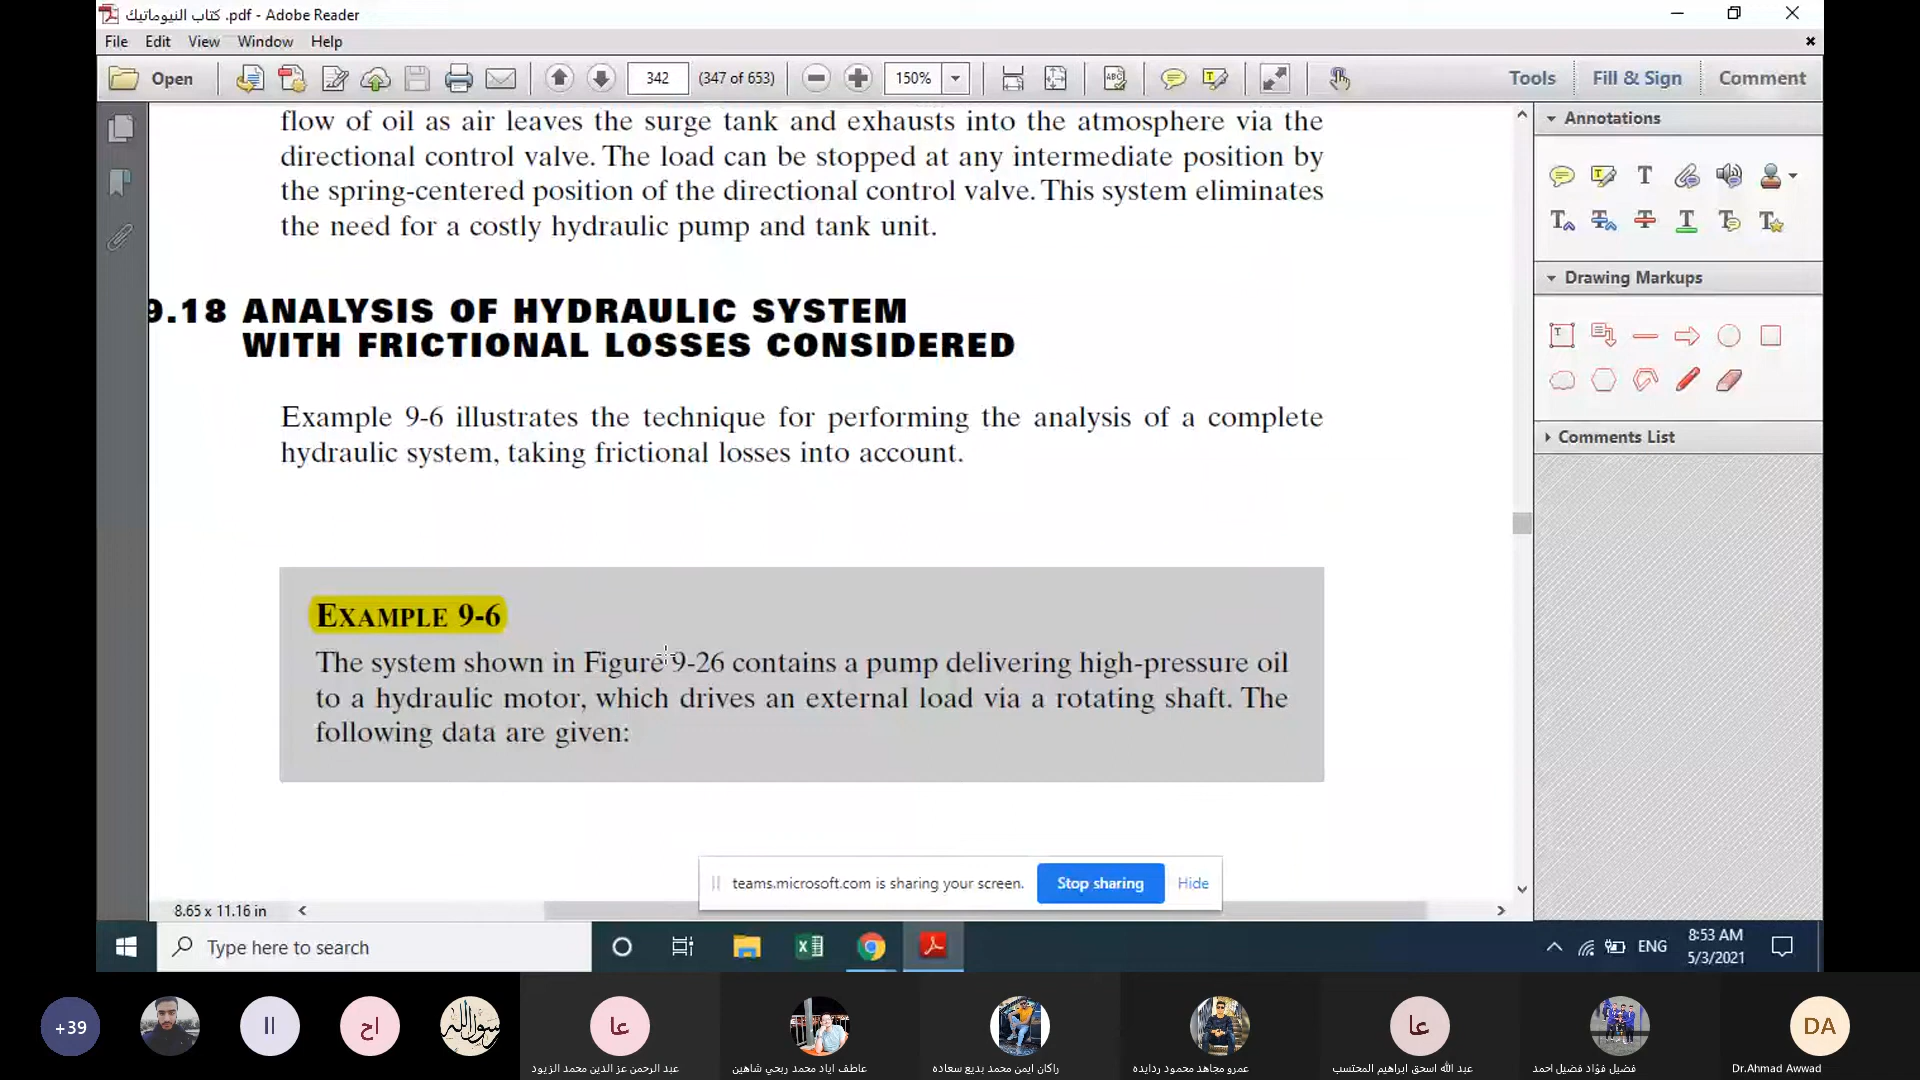 كتاب النيوماتيك .pdf - Adobe Reader
File Edit View Window Help
Open 342 (347 of 653) 150% Tools Fill & Sign Comment
flow of oil as air leaves the surge tank and exhausts into the atmosphere via the
directional control valve. The load can be stopped at any intermediate position by
the spring-centered position of the directional control valve. This system eliminates
the need for a costly hydraulic pump and tank unit.
9.18 ANALYSIS OF HYDRAULIC SYSTEM
WITH FRICTIONAL LOSSES CONSIDERED
Example 9-6 illustrates the technique for performing the analysis of a complete
hydraulic system, taking frictional losses into account.
EXAMPLE 9-6
The system shown in Figure 9-26 contains a pump delivering high-pressure oil
to a hydraulic motor, which drives an external load via a rotating shaft. The
following data are given:
Annotations
Drawing Markups
Comments List
teams.microsoft.com is sharing your screen. Stop sharing Hide
8.65 x 11.16 in
Type here to search
ENG
8:53 AM
5/3/2021
+39
اا
اح
عا
عا
DA
عبد الرحمن عز الدين محمد الزيود
عاطف اياد محمد ربحي شاهين
راكان ايمن محمد بديع سعاده
عمرو مجاهد محمود ردايده
عبد الله اسحق ابراهيم المحتسب
فضيل فؤاد فضيل احمد
Dr.Ahmad Awwad